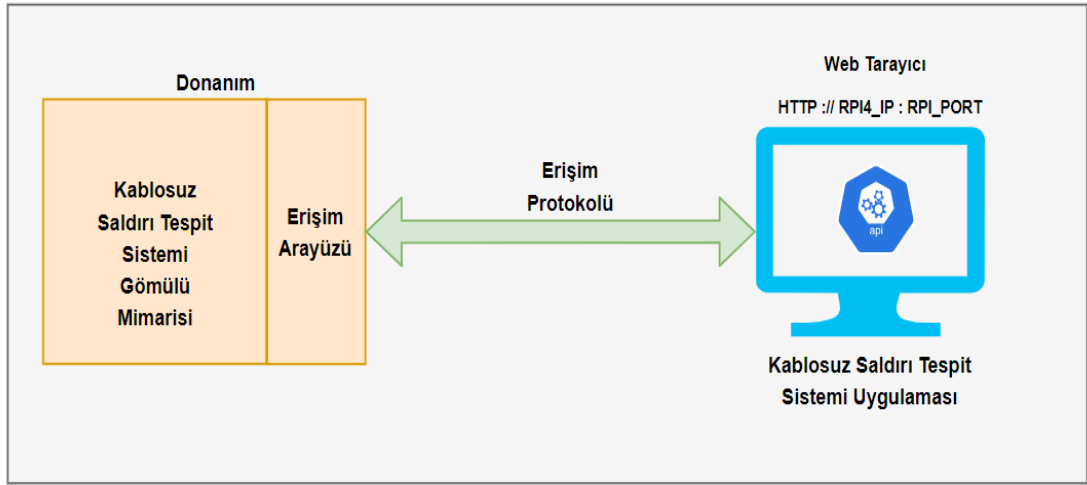 Donanım
Kablosuz
Saldırı Tespit
Sistemi
Gömülü
Mimarisi
Erişim
Arayüzü
Erişim
Protokolü
Web Tarayıcı
HTTP :// RPI4_IP : RPI_PORT
api
Kablosuz Saldırı Tespit
Sistemi Uygulaması